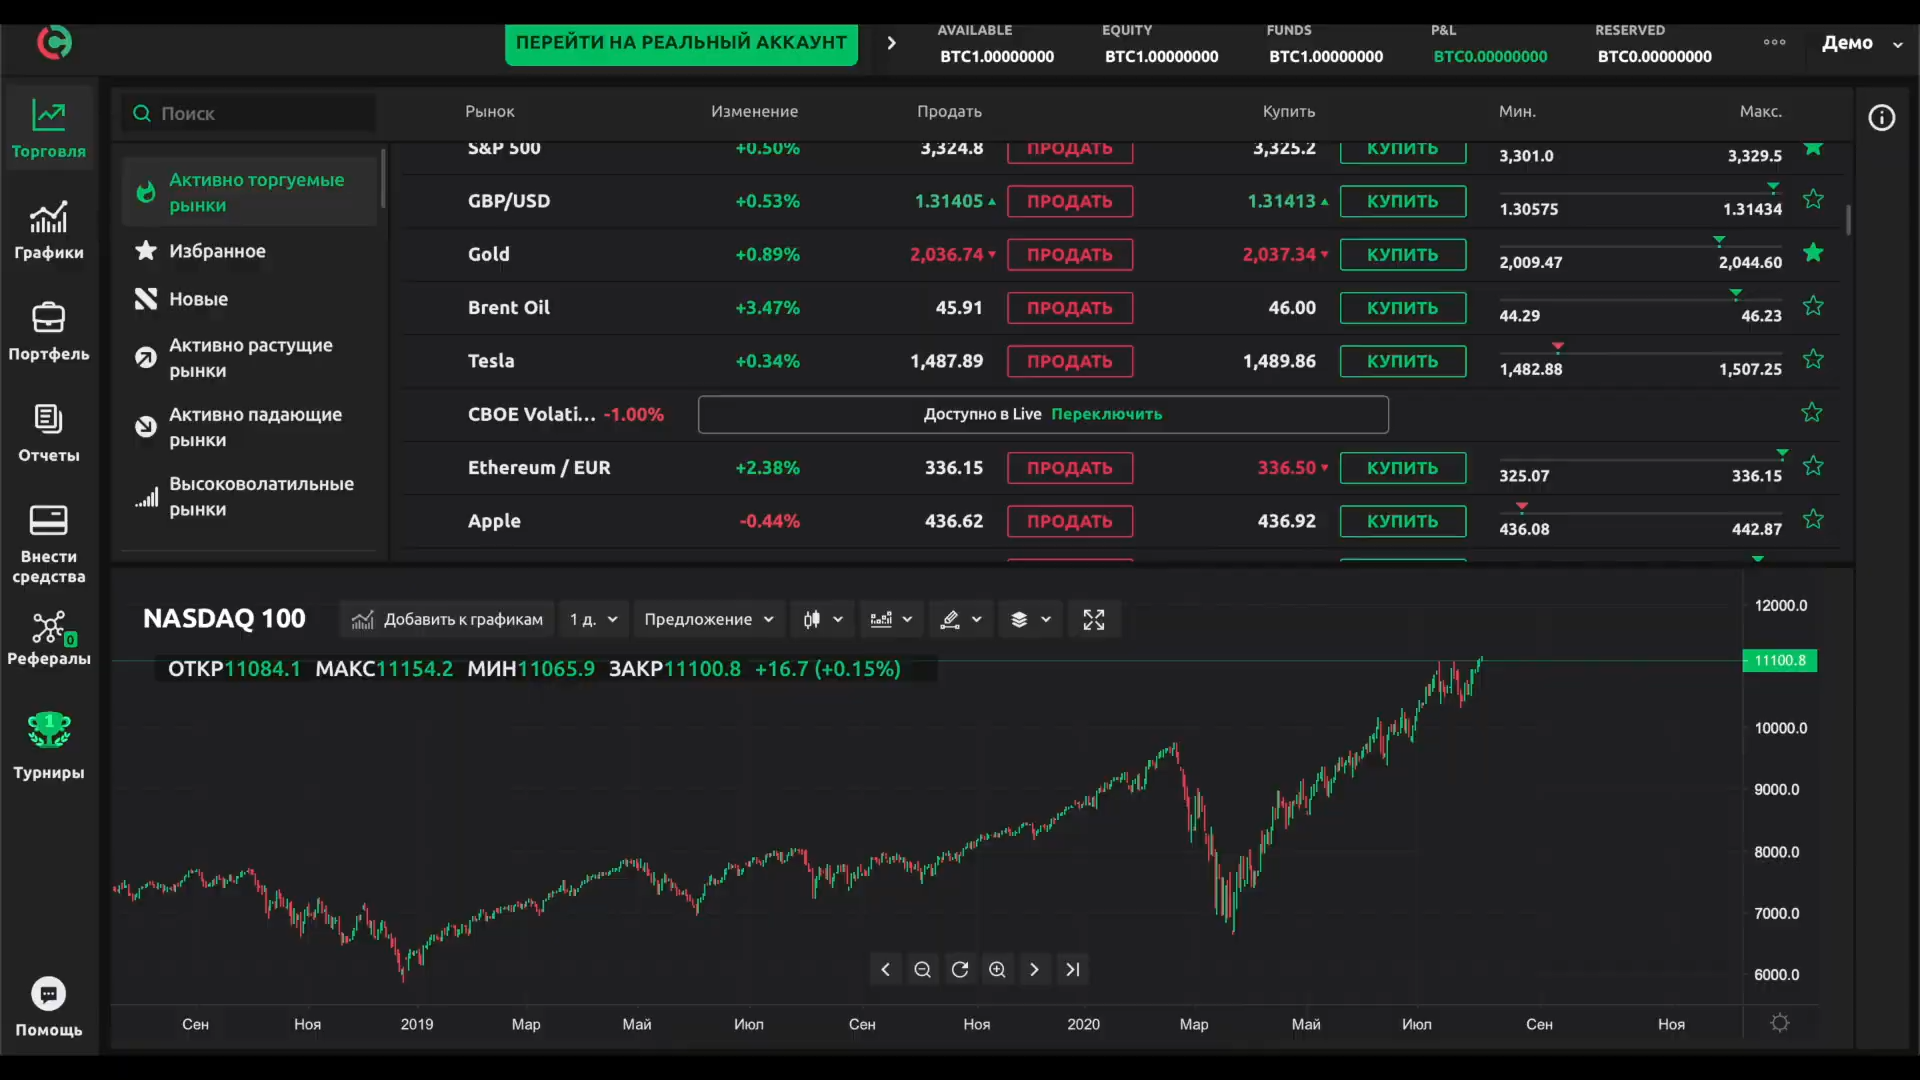 ПЕРЕЙТИ НА РЕАЛЬНЫЙ АККАУНТ
AVAILABLE
BTC1.00000000
EQUITY
BTC1.00000000
FUNDS
BTC1.00000000
P&L
BTC0.00000000
RESERVED
BTC0.00000000
Демо
Торговля
Графики
Портфель
Отчеты
Внести
средства
0
Рефералы
1
Турниры
Помощь
Поиск
Активно торгуемые
рынки
Избранное
Новые
Активно растущие
рынки
Активно падающие
рынки
Высоковолатильные
рынки
Рынок Изменение Продать Купить Мин. Макс.
S&P 500 +0.50% 3,324.8 ПРОДАТЬ 3,325.2 КУПИТЬ 3,301.0 3,329.5
GBP/USD +0.53% 1.31405 ПРОДАТЬ 1.31413 КУПИТЬ 1.30575 1.31434
Gold +0.89% 2,036.74 ПРОДАТЬ 2,037.34 КУПИТЬ 2,009.47 2,044.60
Brent Oil +3.47% 45.91 ПРОДАТЬ 46.00 КУПИТЬ 44.29 46.23
Tesla +0.34% 1,487.89 ПРОДАТЬ 1,489.86 КУПИТЬ 1,482.88 1,507.25
CBOE Volati... -1.00% Доступно в Live Переключить
Ethereum / EUR +2.38% 336.15 ПРОДАТЬ 336.50 КУПИТЬ 325.07 336.15
Apple -0.44% 436.62 ПРОДАТЬ 436.92 КУПИТЬ 436.08 442.87
NASDAQ 100 Добавить к графикам 1 д. Предложение
ОТКР11084.1 МАКС11154.2 МИН11065.9 ЗАКР11100.8 +16.7 (+0.15%)
12000.0
11100.8
10000.0
9000.0
8000.0
7000.0
6000.0
Сен Ноя 2019 Мар Май Июл Сен Ноя 2020 Мар Май Июл Сен Ноя